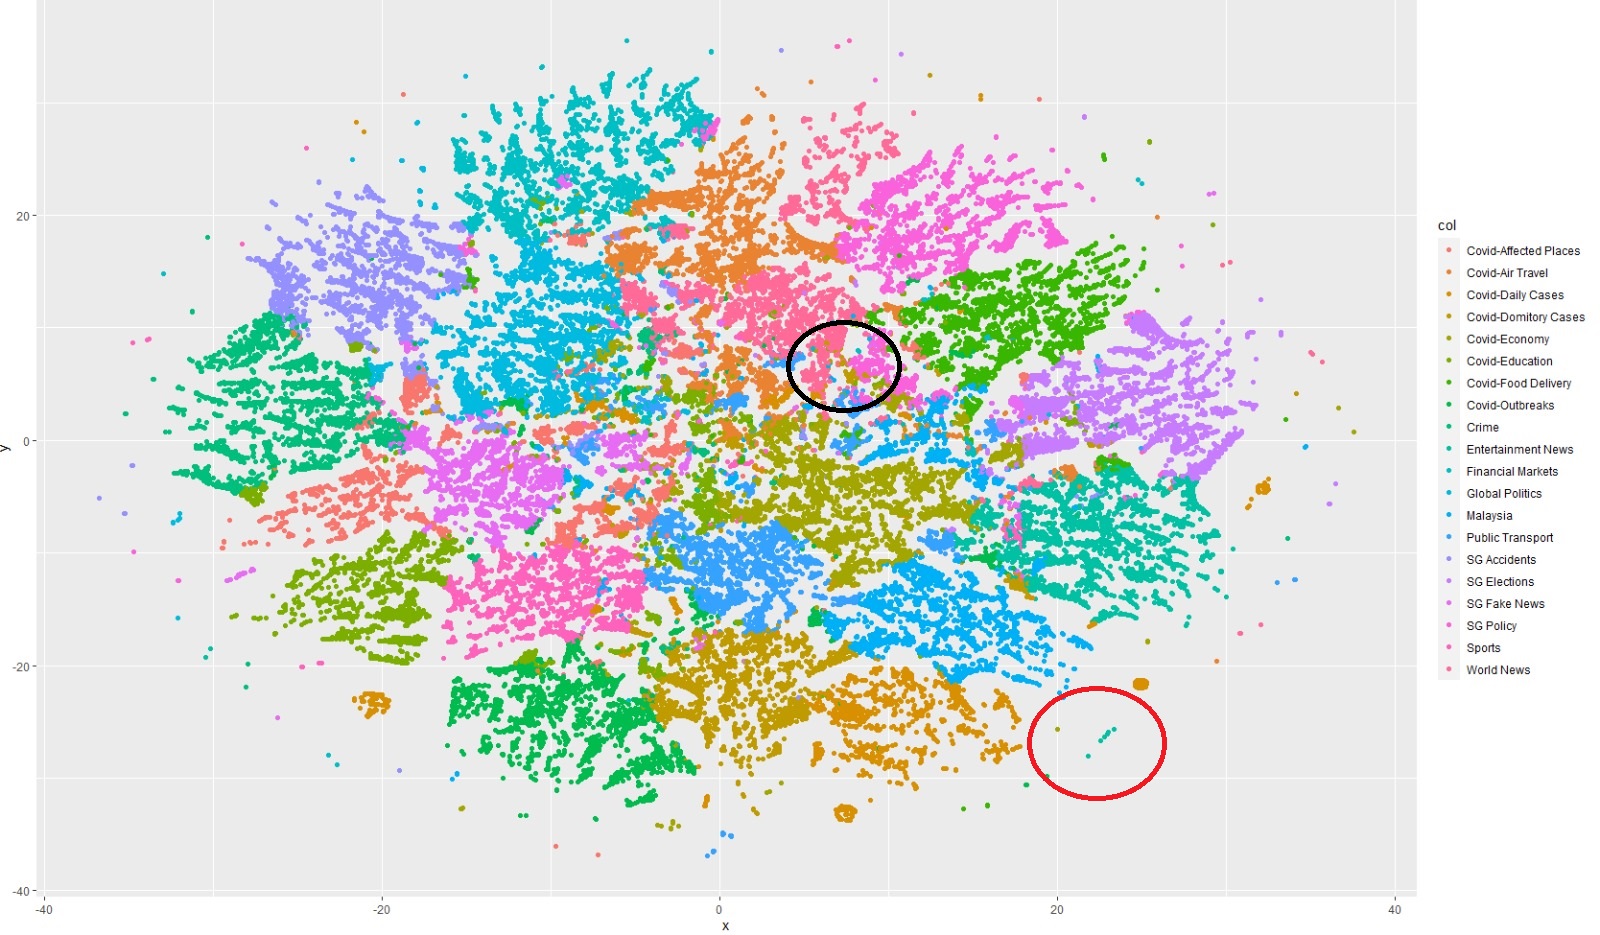 col
Covid-Affected Places
Covid-Air Travel
Covid-Daily Cases
Covid-Domitory Cases
Covid-Economy
Covid-Education
Covid-Food Delivery
Covid-Outbreaks
Crime
Entertainment News
Financial Markets
Global Politics
Malaysia
Public Transport
SG Accidents
SG Elections
SG Fake News
SG Policy
Sports
World News
20
0
-20
-40
y
-40
-20
0
20
40
x